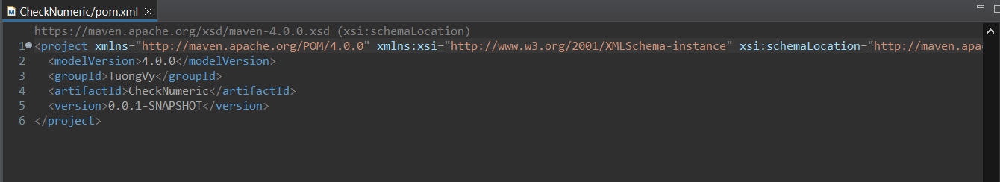 CheckNumeric/pom.xml
https://maven.apache.org/xsd/maven-4.0.0.xsd (xsi:schemaLocation)
1 <project xmlns="http://maven.apache.org/POM/4.0.0" xmlns:xsi="http://www.w3.org/2001/XMLSchema-instance" xsi:schemaLocation="http://maven.apa
2 <modelVersion>4.0.0</modelVersion>
3 <groupId>TuongVy</groupId>
4 <artifactId>CheckNumeric</artifactId>
5 <version>0.0.1-SNAPSHOT</version>
6 </project>